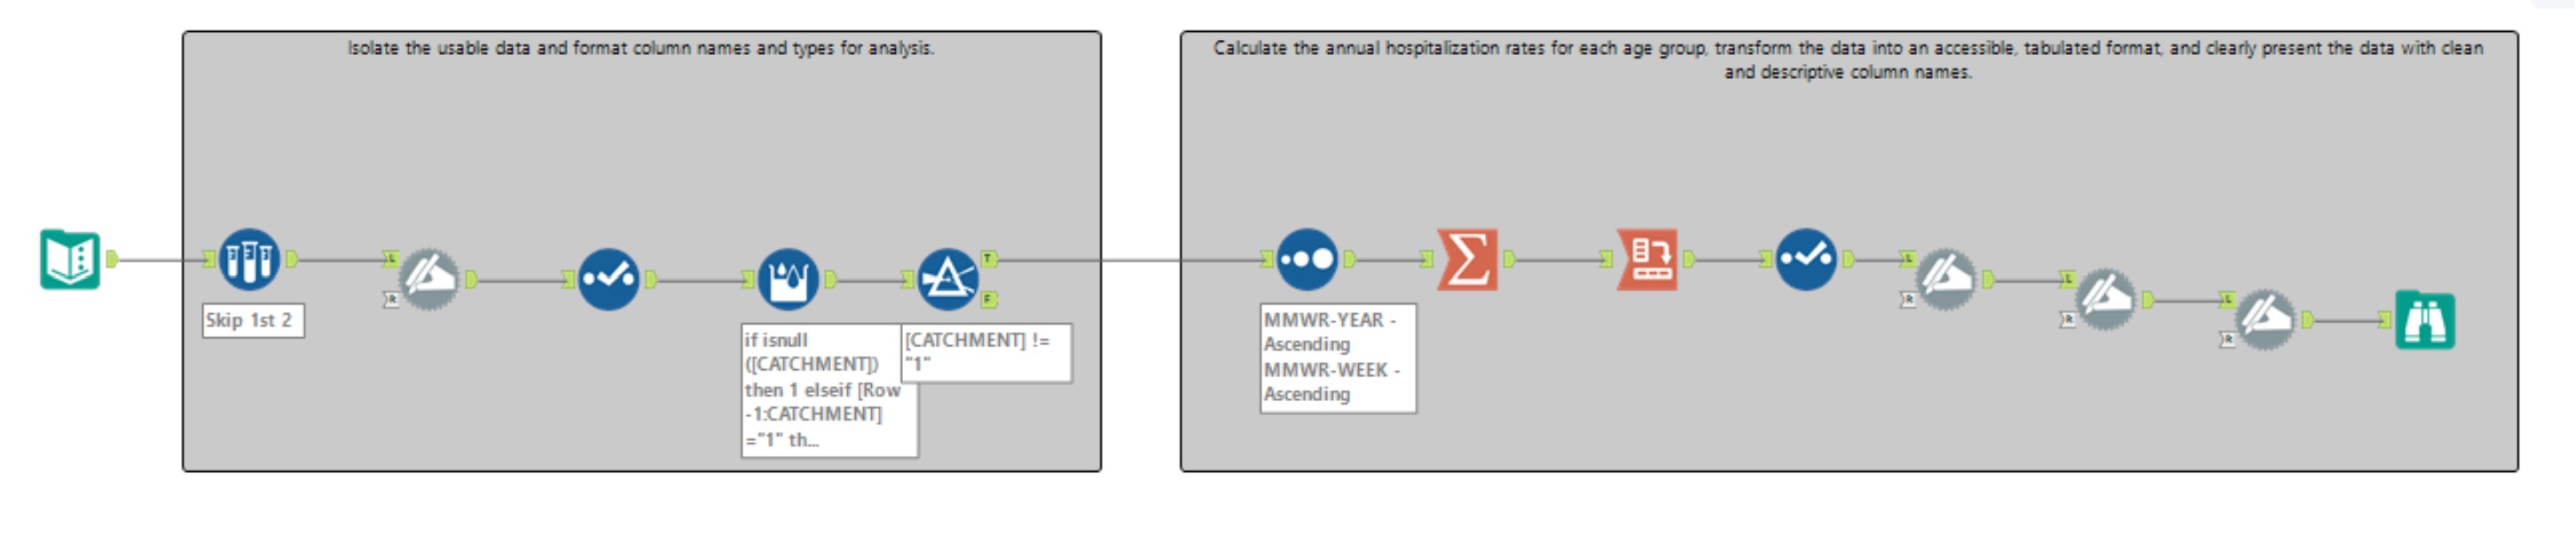 Isolate the usable data and format column names and types for analysis.
Calculate the annual hospitalization rates for each age group, transform the data into an accessible, tabulated format, and clearly present the data with clean
and descriptive column names.
L
R
T
F
L
R
L
R
L
R
Skip 1st 2
if isnull
([CATCHMENT])
then 1 elseif [Row
-1:CATCHMENT]
="1" th...
[CATCHMENT] !=
"1"
MMWR-YEAR -
Ascending
MMWR-WEEK -
Ascending